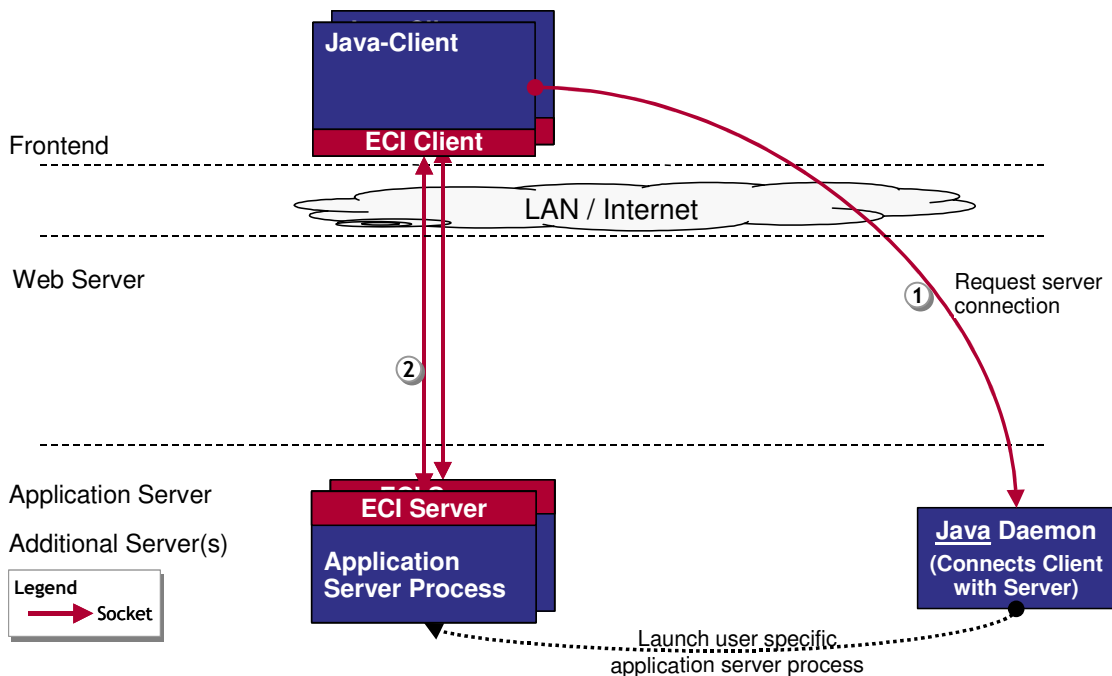 Java-Client
ECI Client
Frontend
LAN / Internet
Web Server
1
Request server
connection
2
Application Server
ECI Server
Additional Server(s)
Application
Server Process
Java Daemon
(Connects Client
with Server)
Legend
Socket
Launch user specific
application server process